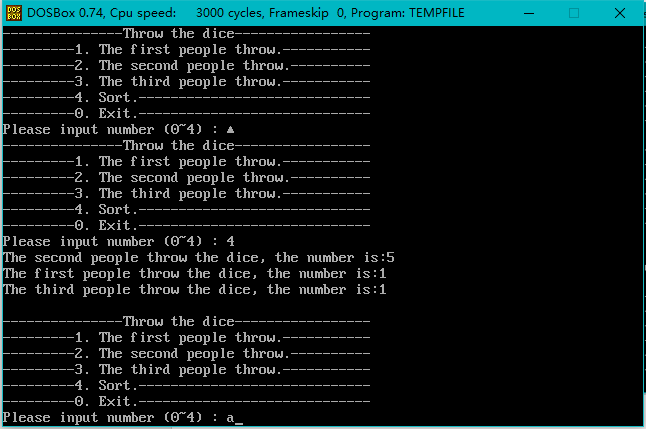 DOSBox 0.74, Cpu speed: 3000 cycles, Frameskip 0, Program: TEMPFILE
---------------Throw the dice-----------------
---------1. The first people throw.-----------
---------2. The second people throw.----------
---------3. The third people throw.-----------
---------4. Sort.-----------------------------
---------0. Exit.-----------------------------
Please input number (0~4) : ▲
---------------Throw the dice-----------------
---------1. The first people throw.-----------
---------2. The second people throw.----------
---------3. The third people throw.-----------
---------4. Sort.-----------------------------
---------0. Exit.-----------------------------
Please input number (0~4) : 4
The second people throw the dice, the number is:5
The first people throw the dice, the number is:1
The third people throw the dice, the number is:1
---------------Throw the dice-----------------
---------1. The first people throw.-----------
---------2. The second people throw.----------
---------3. The third people throw.-----------
---------4. Sort.-----------------------------
---------0. Exit.-----------------------------
Please input number (0~4) : a_